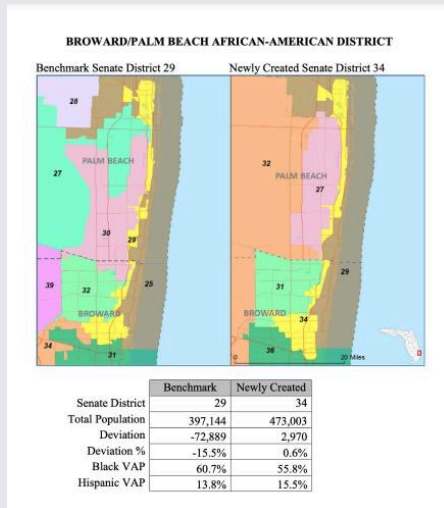 BROWARD/PALM BEACH AFRICAN-AMERICAN DISTRICT
Benchmark Senate District 29 Newly Created Senate District 34
28
PALM BEACH
27
30
29
39
32
25
BROWARD
34
31
32
PALM BEACH
27
29
31
BROWARD
34
36
0 20 Miles
Benchmark Newly Created
Senate District 29 34
Total Population 397,144 473,003
Deviation -72,889 2,970
Deviation % -15.5% 0.6%
Black VAP 60.7% 55.8%
Hispanic VAP 13.8% 15.5%